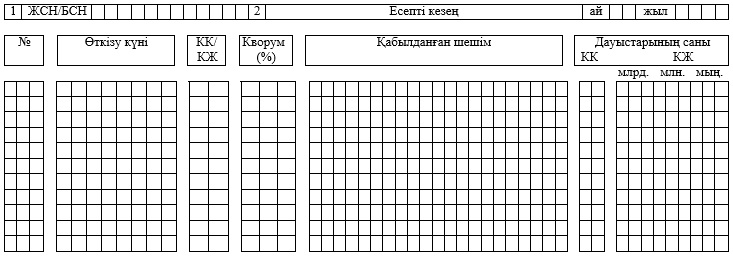 1 ЖСН/БСН 2 Есепті кезең ай жыл
№ Өткізу күні КК/ КЖ Кворум (%) Қабылданған шешім Дауыстарының саны
КК КЖ
млрд. млн. мың.